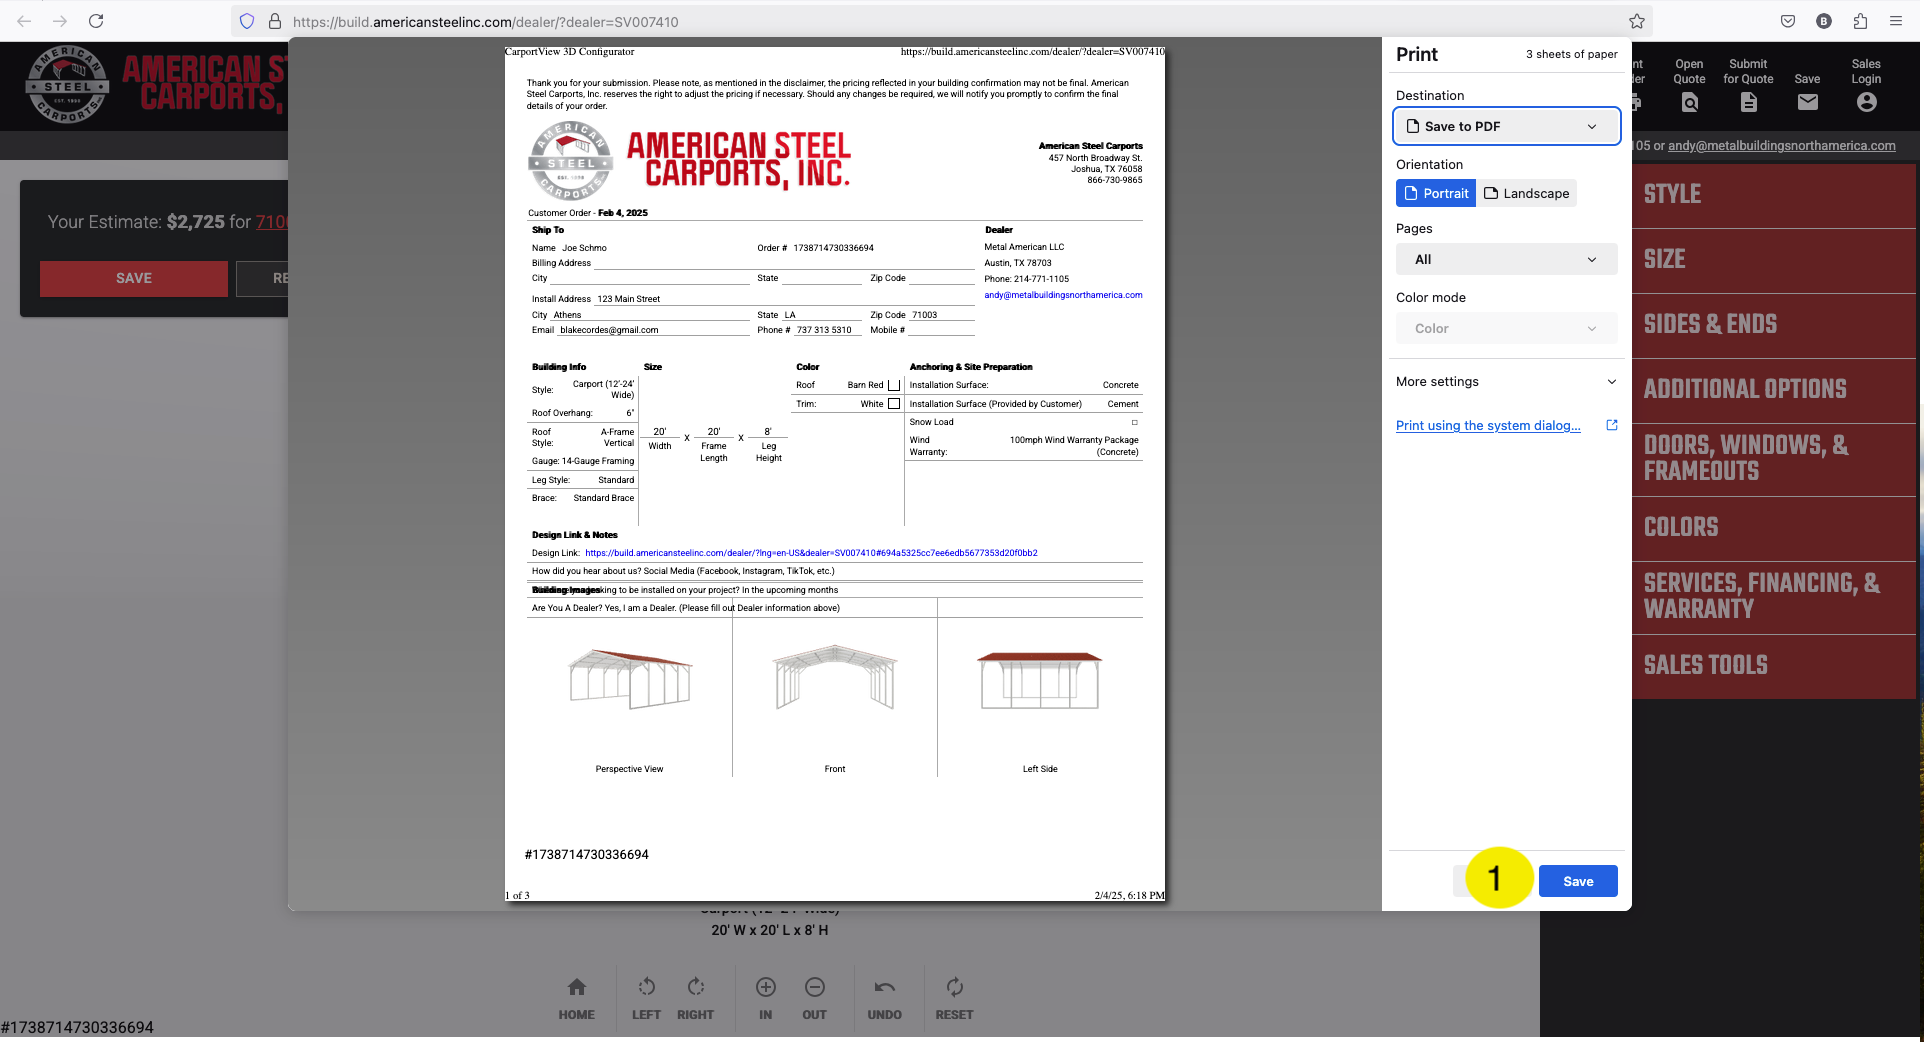 https://build.americansteelinc.com/dealer/?dealer=SV007410
B
AMERICAN
STEEL
EST. 1998
CARPORTS
AMERICAN S
CARPORTS,
nt
der
Open
Quote
Submit
for Quote
Save
Sales
Login
105 or andy@metalbuildingsnorthamerica.com
Your Estimate: $2,725 for 710
SAVE
RE
STYLE
SIZE
SIDES & ENDS
ADDITIONAL OPTIONS
DOORS, WINDOWS, &
FRAMEOUTS
COLORS
SERVICES, FINANCING, &
WARRANTY
SALES TOOLS
CarportView 3D Configurator
https://build.americansteelinc.com/dealer/?dealer=SV007410
Thank you for your submission. Please note, as mentioned in the disclaimer, the pricing reflected in your building confirmation may not be final. American
Steel Carports, Inc. reserves the right to adjust the pricing if necessary. Should any changes be required, we will notify you promptly to confirm the final
details of your order.
AMERICAN
STEEL
EST. 1998
CARPORTS
AMERICAN STEEL
CARPORTS, INC.
American Steel Carports
457 North Broadway St.
Joshua, TX 76058
866-730-9865
Customer Order - Feb 4, 2025
Ship To
Dealer
Name Joe Schmo
Order # 1738714730336694
Metal American LLC
Billing Address
Austin, TX 78703
City
State
Zip Code
Phone: 214-771-1105
andy@metalbuildingsnorthamerica.com
Install Address 123 Main Street
City Athens
State LA
Zip Code 71003
Email blakecordes@gmail.com
Phone # 737 313 5310
Mobile #
Building Info
Size
Color
Anchoring & Site Preparation
Style:
Carport (12'-24'
Wide)
Roof Overhang: 6"
Roof
Style:
A-Frame
Vertical
Gauge: 14-Gauge Framing
Leg Style: Standard
Brace: Standard Brace
20'
Width
X
20'
Frame
Length
X
8'
Leg
Height
Roof Barn Red
Trim: White
Installation Surface: Concrete
Installation Surface (Provided by Customer) Cement
Snow Load
Wind
Warranty:
100mph Wind Warranty Package
(Concrete)
Design Link & Notes
Design Link: https://build.americansteelinc.com/dealer/?lng=en-US&dealer=SV007410#694a5325cc7ee6edb5677353d20f0bb2
How did you hear about us? Social Media (Facebook, Instagram, TikTok, etc.)
Building Images
king to be installed on your project? In the upcoming months
Are You A Dealer? Yes, I am a Dealer. (Please fill out Dealer information above)
Perspective View
Front
Left Side
#1738714730336694
1 of 3
2/4/25, 6:18 PM
Print
3 sheets of paper
Destination
Save to PDF
Orientation
Portrait
Landscape
Pages
All
Color mode
Color
More settings
Print using the system dialog...
1
Save
20' W x 20' L x 8' H
HOME
LEFT
RIGHT
IN
OUT
UNDO
RESET
#1738714730336694